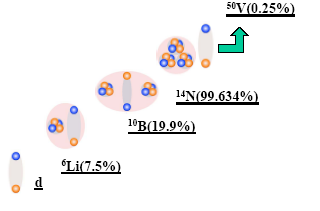 ⁵⁰V(0.25%)
¹⁴N(99.634%)
¹⁰B(19.9%)
⁶Li(7.5%)
d